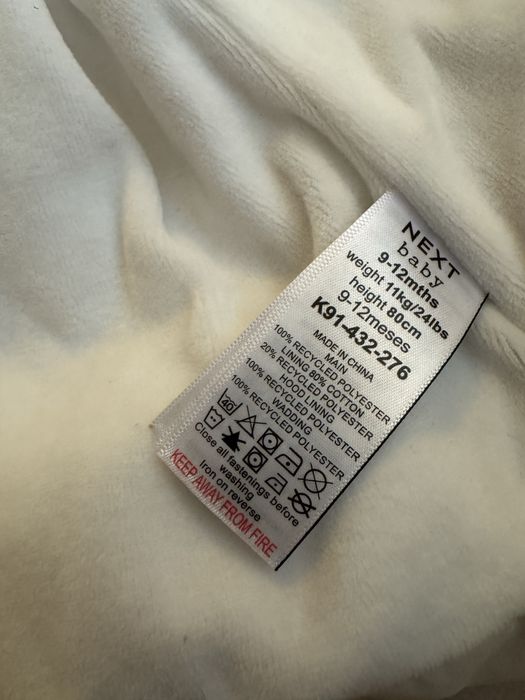 NEXT
baby
9-12mths
weight 11kg/24lbs
height 80cm
9-12meses
K91-432-276
MADE IN CHINA
MAIN
100% RECYCLED POLYESTER
LINING 80% COTTON
20% RECYCLED POLYESTER
HOOD LINING
100% RECYCLED POLYESTER
WADDING
100% RECYCLED POLYESTER
40
Close all fastenings before
washing
Iron on reverse
KEEP AWAY FROM FIRE